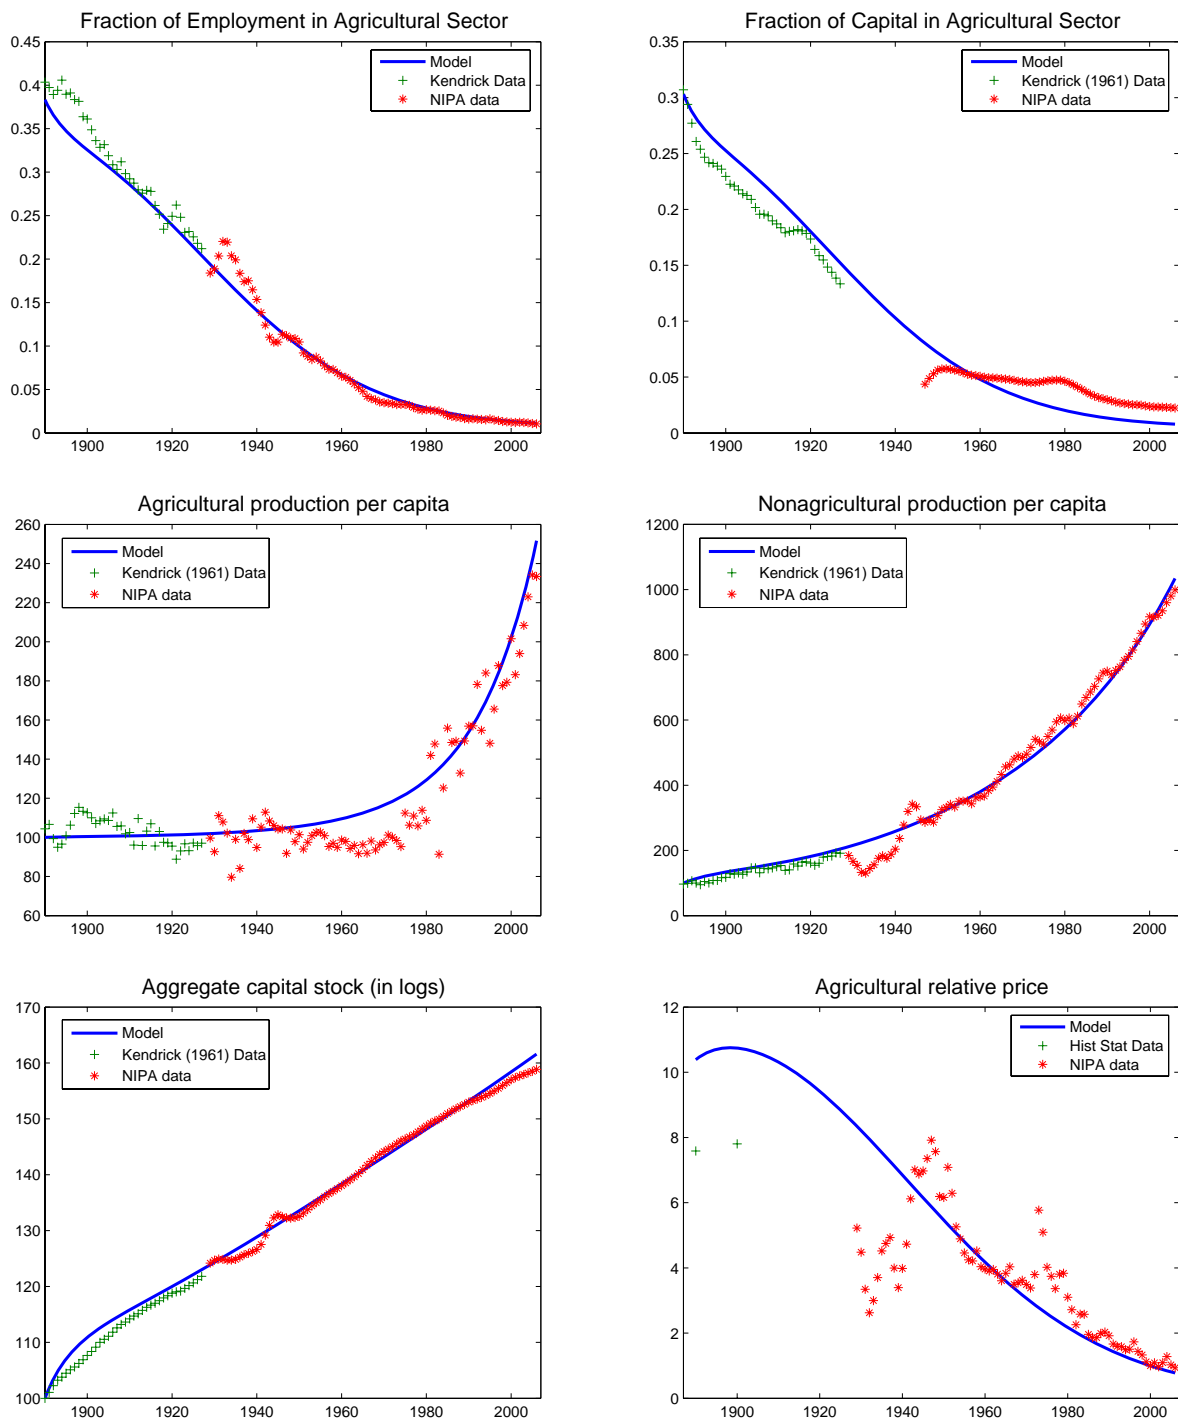 Fraction of Employment in Agricultural Sector
0.45
0.4
0.35
0.3
0.25
0.2
0.15
0.1
0.05
0
1900 1920 1940 1960 1980 2000
Model
Kendrick Data
NIPA data
Fraction of Capital in Agricultural Sector
0.35
0.3
0.25
0.2
0.15
0.1
0.05
0
1900 1920 1940 1960 1980 2000
Model
Kendrick (1961) Data
NIPA data
Agricultural production per capita
260
240
220
200
180
160
140
120
100
80
60
1900 1920 1940 1960 1980 2000
Model
Kendrick (1961) Data
NIPA data
Nonagricultural production per capita
1200
1000
800
600
400
200
0
1900 1920 1940 1960 1980 2000
Model
Kendrick (1961) Data
NIPA data
Aggregate capital stock (in logs)
170
160
150
140
130
120
110
100
1900 1920 1940 1960 1980 2000
Model
Kendrick (1961) Data
NIPA data
Agricultural relative price
12
10
8
6
4
2
0
1900 1920 1940 1960 1980 2000
Model
Hist Stat Data
NIPA data